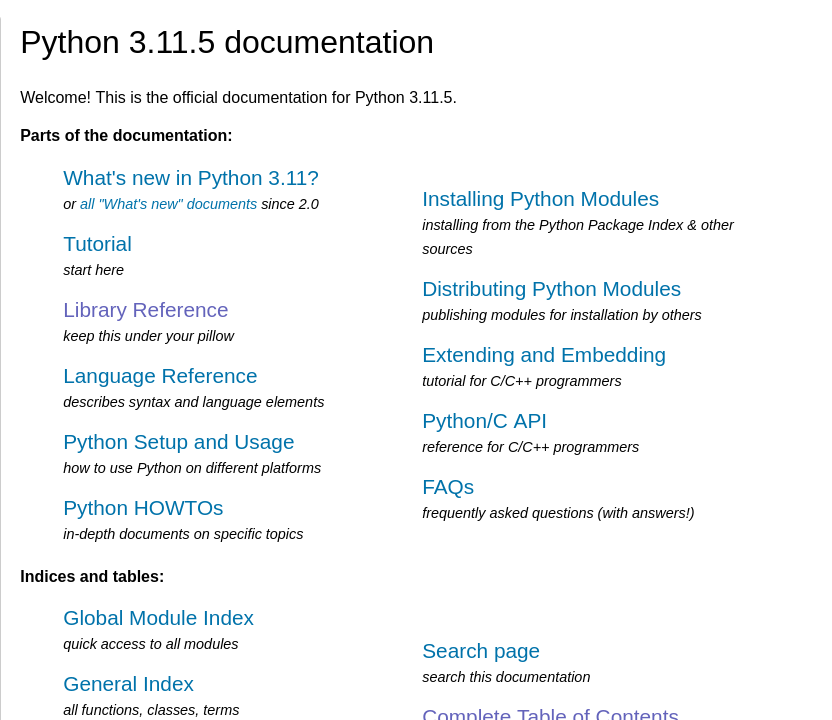 Python 3.11.5 documentation
Welcome! This is the official documentation for Python 3.11.5.
Parts of the documentation:
What's new in Python 3.11?
or all "What's new" documents since 2.0
Tutorial
start here
Library Reference
keep this under your pillow
Language Reference
describes syntax and language elements
Python Setup and Usage
how to use Python on different platforms
Python HOWTOs
in-depth documents on specific topics
Installing Python Modules
installing from the Python Package Index & other
sources
Distributing Python Modules
publishing modules for installation by others
Extending and Embedding
tutorial for C/C++ programmers
Python/C API
reference for C/C++ programmers
FAQs
frequently asked questions (with answers!)
Indices and tables:
Global Module Index
quick access to all modules
General Index
all functions, classes, terms
Search page
search this documentation
Complete Table of Contents